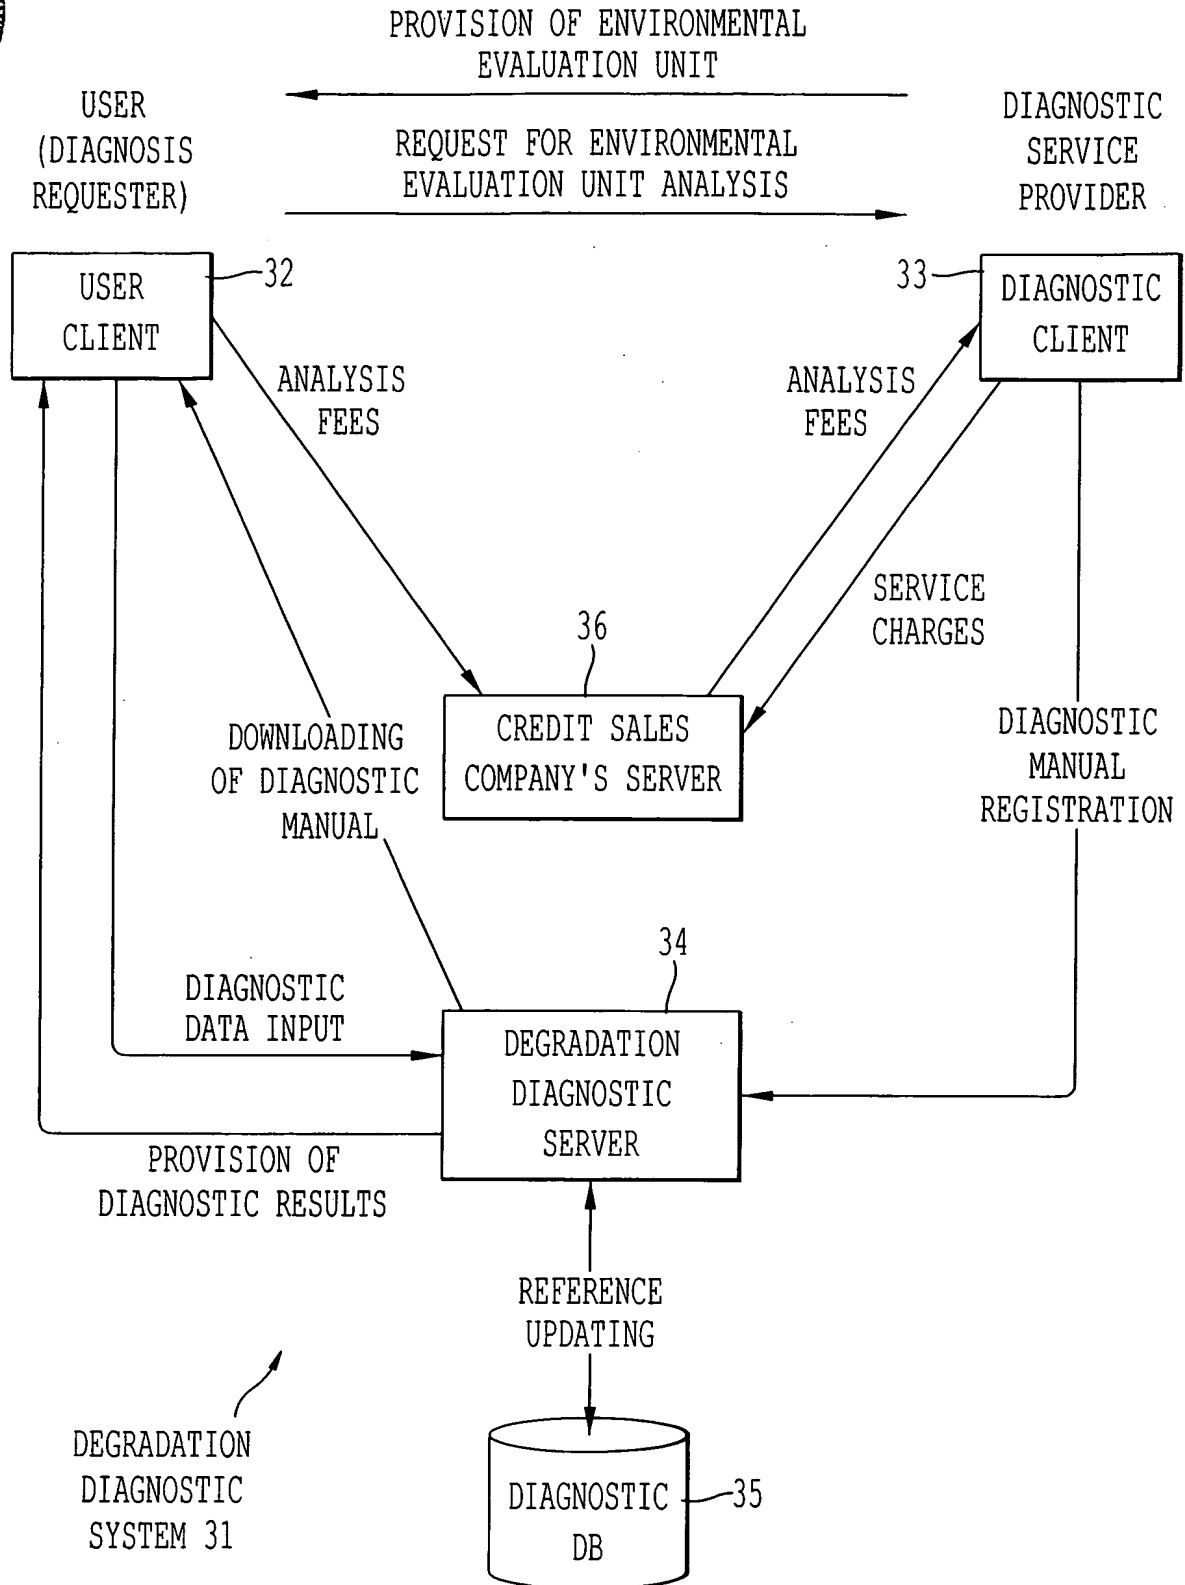 PROVISION OF ENVIRONMENTAL
EVALUATION UNIT
USER
(DIAGNOSIS
REQUESTER)
REQUEST FOR ENVIRONMENTAL
EVALUATION UNIT ANALYSIS
DIAGNOSTIC
SERVICE
PROVIDER
32
USER
CLIENT
33
DIAGNOSTIC
CLIENT
ANALYSIS
FEES
ANALYSIS
FEES
SERVICE
CHARGES
36
CREDIT SALES
COMPANY'S SERVER
DOWNLOADING
OF DIAGNOSTIC
MANUAL
DIAGNOSTIC
MANUAL
REGISTRATION
34
DIAGNOSTIC
DATA INPUT
DEGRADATION
DIAGNOSTIC
SERVER
PROVISION OF
DIAGNOSTIC RESULTS
REFERENCE
UPDATING
DEGRADATION
DIAGNOSTIC
SYSTEM 31
DIAGNOSTIC
DB
35